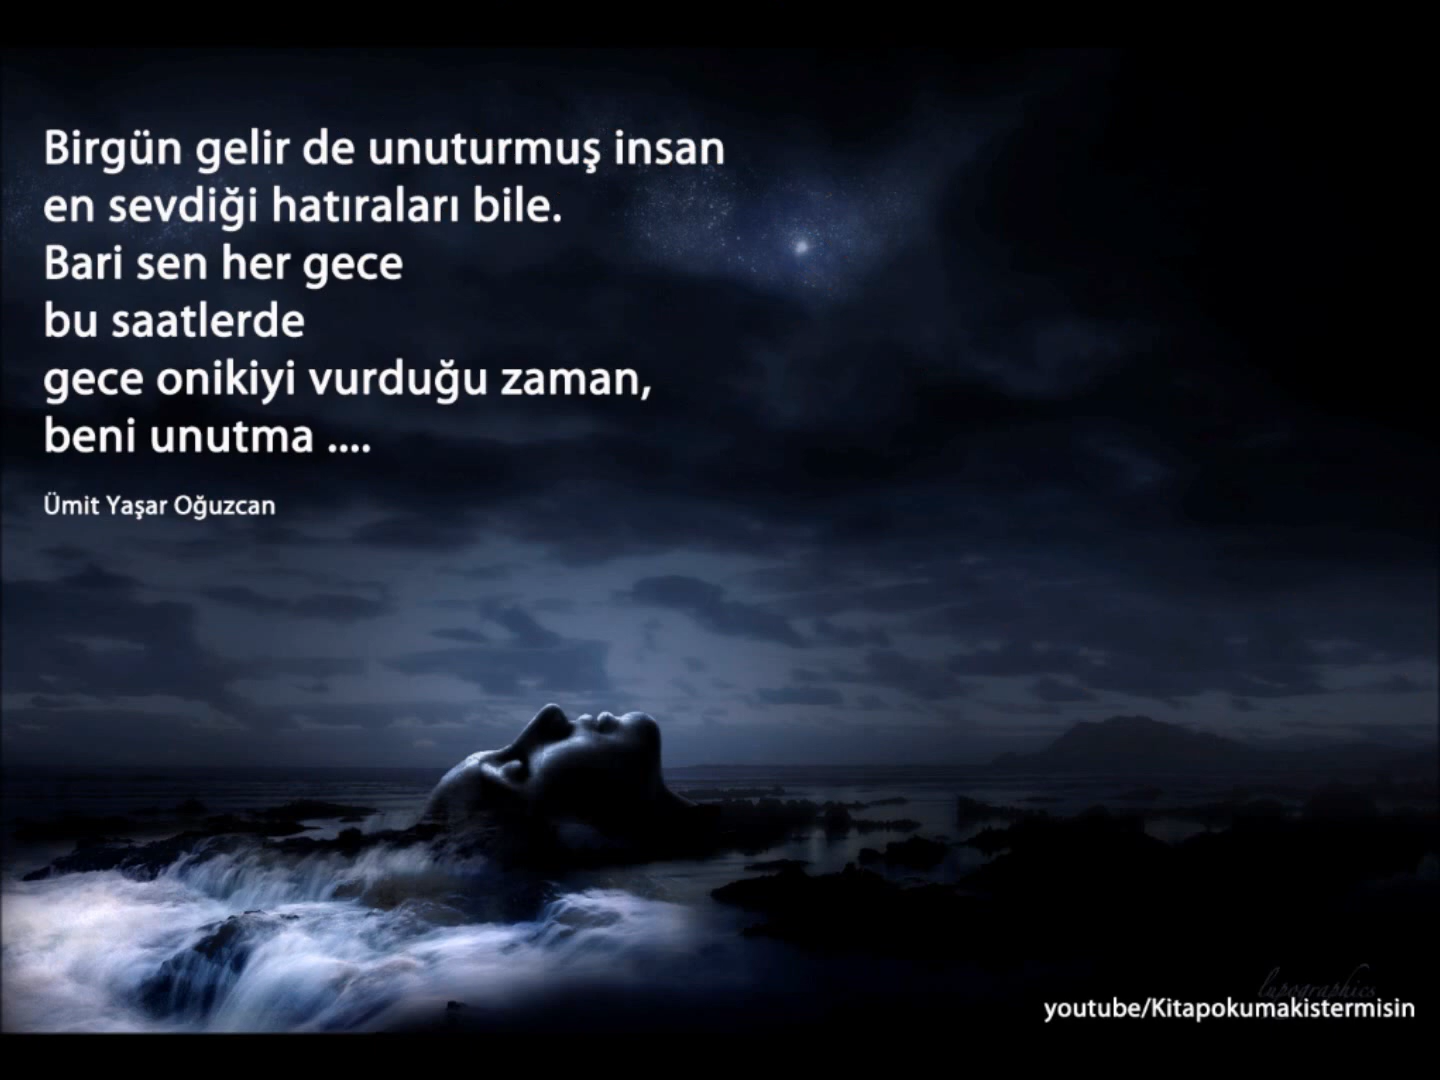 Birgün gelir de unuturmuş insan
en sevdiği hatıraları bile.
Bari sen her gece
bu saatlerde
gece onikiyi vurduğu zaman,
beni unutma ....
Ümit Yaşar Oğuzcan
lupographics
youtube/Kitapokumakistermisin